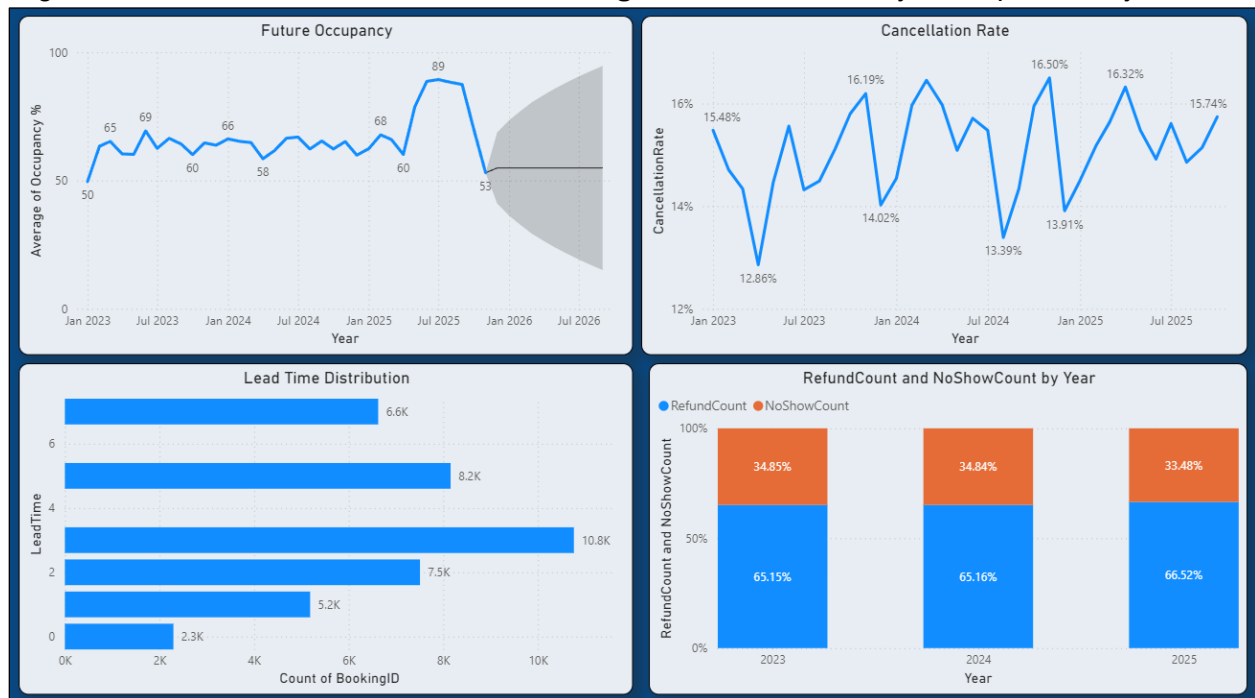 Future Occupancy
100
50
0
Average of Occupancy %
50
65
69
60
66
58
68
60
89
53
Jan 2023
Jul 2023
Jan 2024
Jul 2024
Jan 2025
Jul 2025
Jan 2026
Jul 2026
Year
Cancellation Rate
16%
14%
12%
CancellationRate
15.48%
12.86%
16.19%
14.02%
13.39%
16.50%
13.91%
16.32%
15.74%
Jan 2023
Jul 2023
Jan 2024
Jul 2024
Jan 2025
Jul 2025
Year
Lead Time Distribution
LeadTime
6
4
2
0
6.6K
8.2K
10.8K
7.5K
5.2K
2.3K
0K
2K
4K
6K
8K
10K
Count of BookingID
RefundCount and NoShowCount by Year
RefundCount NoShowCount
RefundCount and NoShowCount
100%
50%
0%
34.85%
34.84%
33.48%
65.15%
65.16%
66.52%
2023
2024
2025
Year